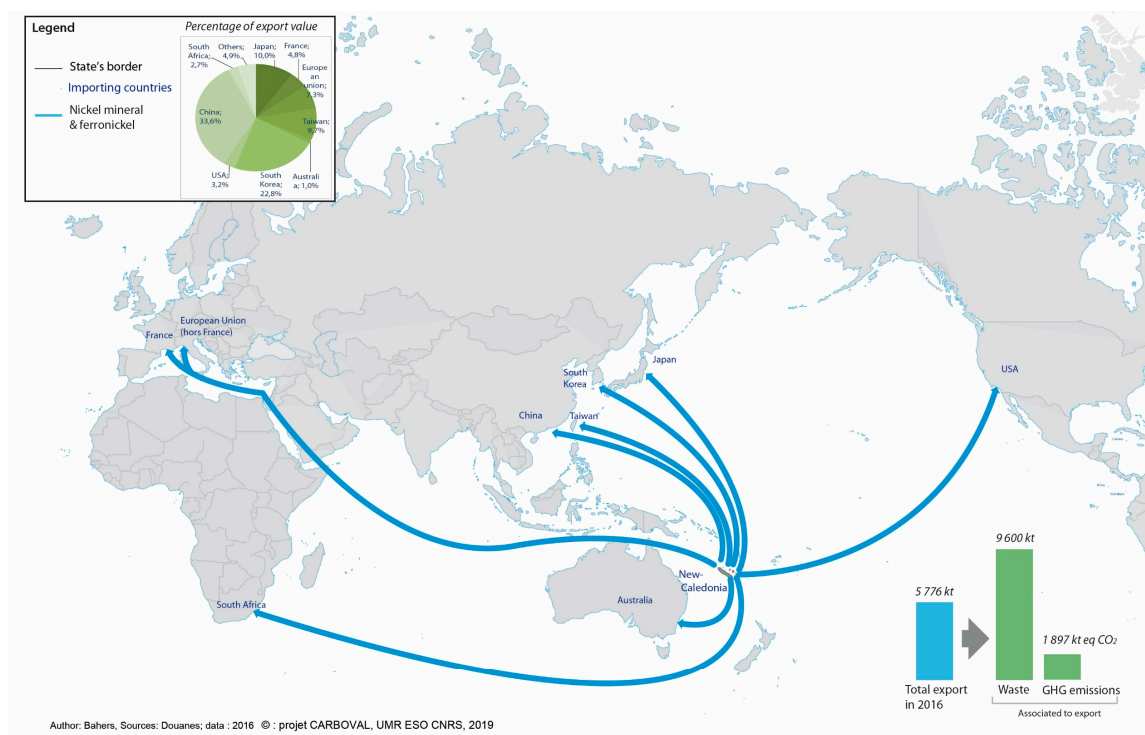 Legend
State's border
Importing countries
Nickel mineral
& ferronickel
Percentage of export value
South
Africa;
2,7%
Others;
4,9%
Japan;
10,0%
France;
4,8%
Europe
an
union;
7,3%
Taiwan;
9,7%
Australi
a; 1,0%
South
Korea;
22,8%
USA;
3,2%
China;
33,6%
European Union
(hors France)
France
Japan
South
Korea
China
Taiwan
USA
New-
Caledonia
Australia
South Africa
9 600 kt
5 776 kt
1 897 kt eq CO2
Total export
in 2016
Waste
GHG emissions
Associated to export
Author: Bahers, Sources: Douanes; data : 2016 © : projet CARBOVAL, UMR ESO CNRS, 2019